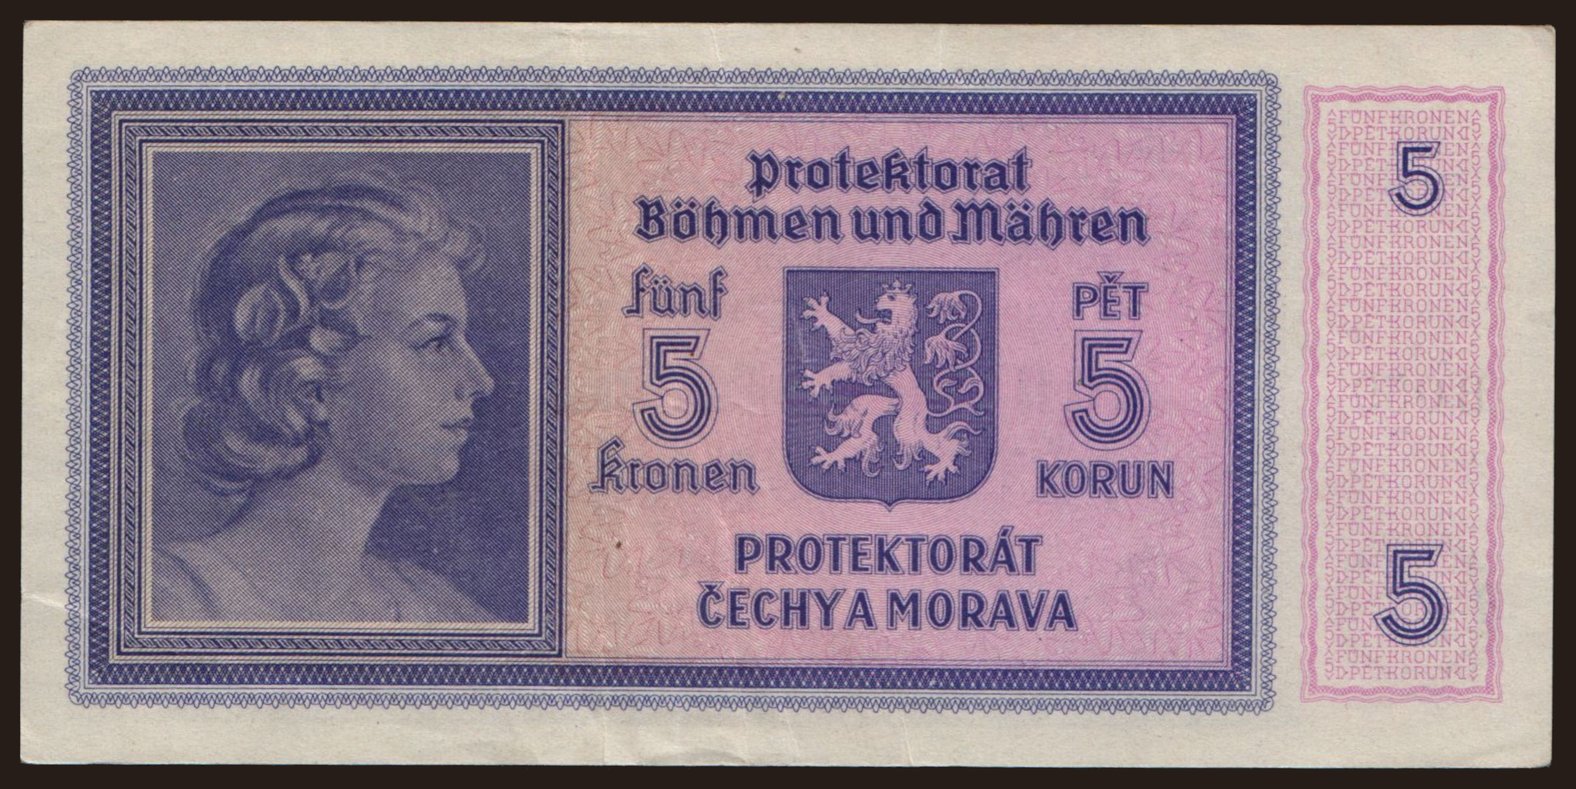 Protektorat
Böhmen und Mähren
fünf
5
Kronen
PĚT
5
KORUN
PROTEKTORÁT
ČECHY A MORAVA
5
5
FÜNF KRONEN
PĚT KORUN